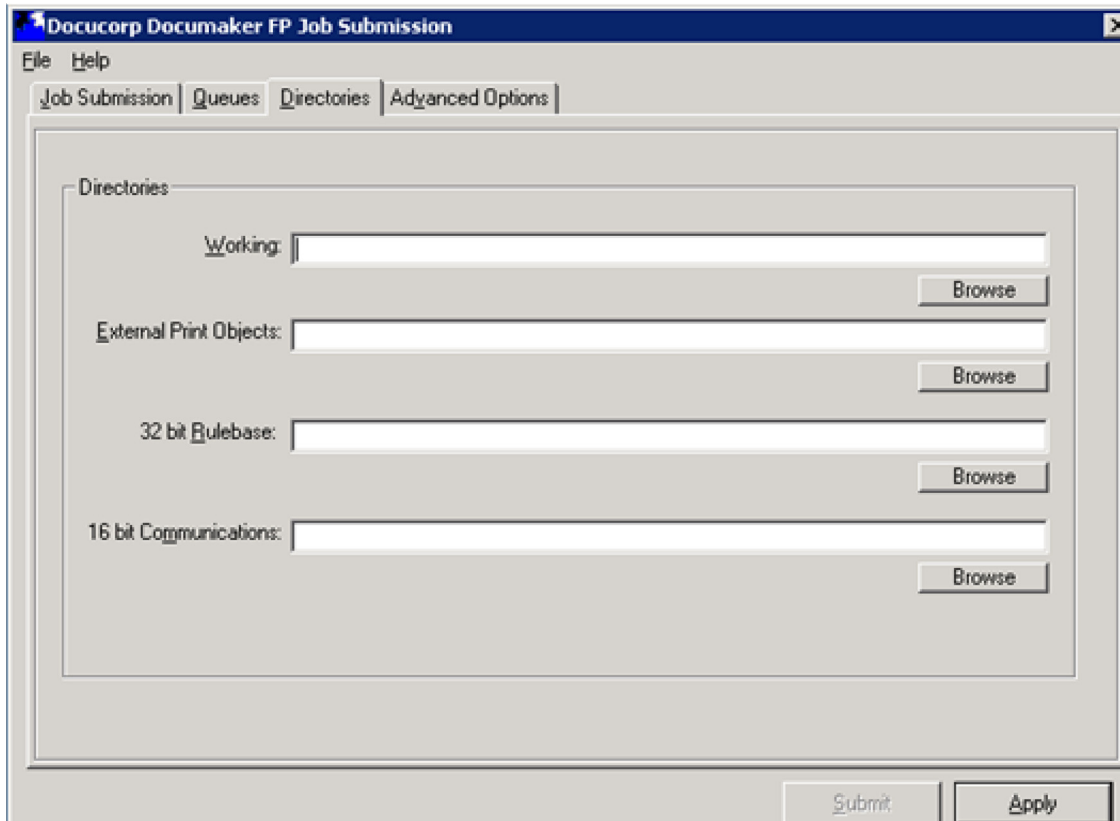 Docucorp Documaker FP Job Submission
File Help
Job Submission Queues Directories Advanced Options
Directories
Working:
Browse
External Print Objects:
Browse
32 bit Rulebase:
Browse
16 bit Communications:
Browse
Submit Apply